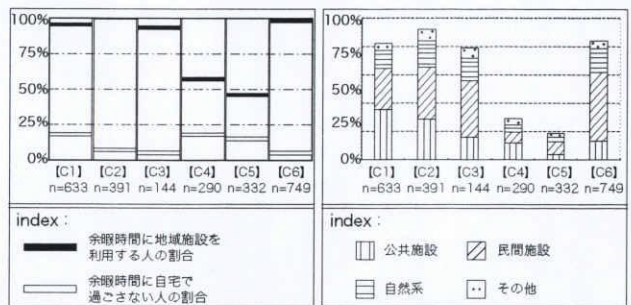 100%
75%
50%
25%
0%
【C1】 【C2】 【C3】 【C4】 【C5】 【C6】
n=633 n=391 n=144 n=290 n=332 n=749
index :
余暇時間に地域施設を
利用する人の割合
余暇時間に自宅で
過ごさない人の割合
100%
75%
50%
25%
0%
【C1】 【C2】 【C3】 【C4】 【C5】 【C6】
n=633 n=391 n=144 n=290 n=332 n=749
index :
公共施設 民間施設
自然系 その他